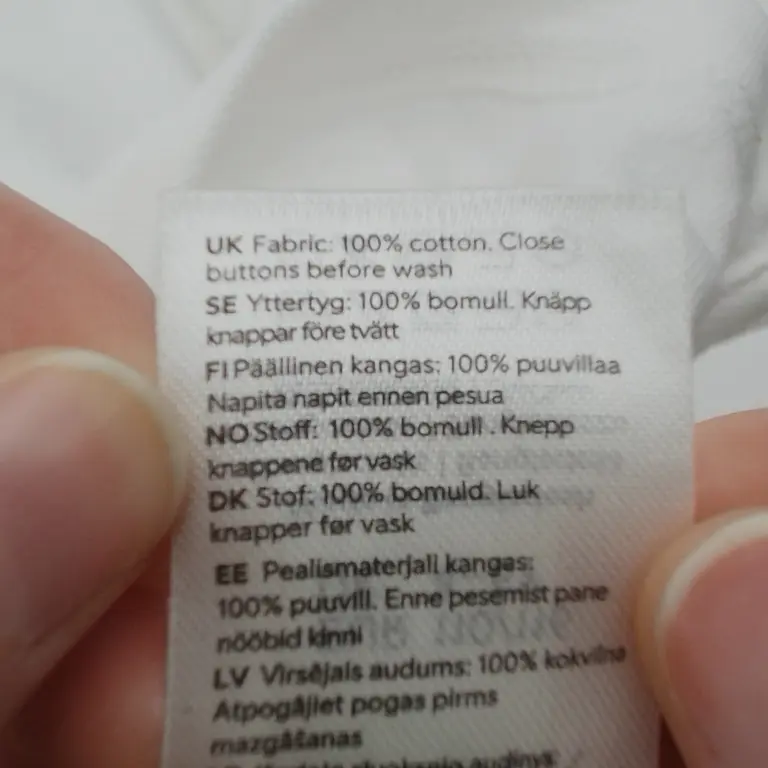 UK Fabric: 100% cotton. Close
buttons before wash
SE Yttertyg: 100% bomull. Knäpp
knappar före tvätt
FI Päällinen kangas: 100% puuvillaa
Napita napit ennen pesua
NO Stoff: 100% bomull . Knepp
knappene før vask
DK Stof: 100% bomuld. Luk
knapper før vask
EE Pealismaterjali kangas:
100% puuvill. Enne pesemist pane
nööbid kinni
LV Virsējais audums: 100% kokvilna
Atpogājiet pogas pirms
mazgāšanas
audinys: